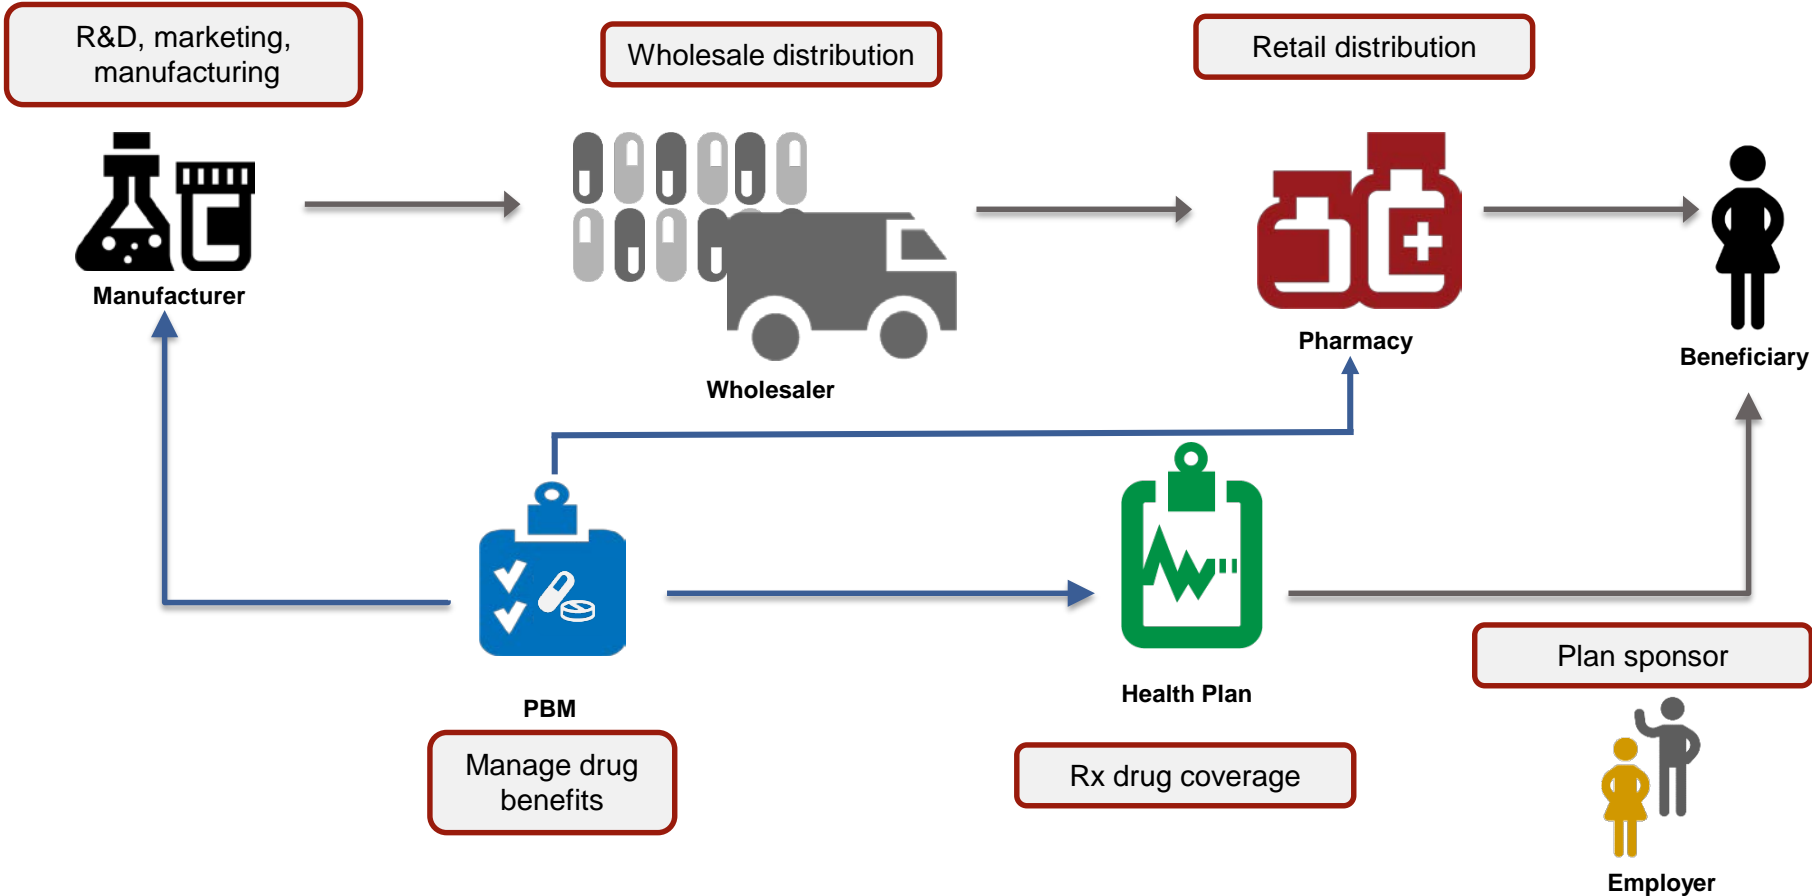 R&D, marketing,
manufacturing
Wholesale distribution
Retail distribution
Manufacturer
Wholesaler
Pharmacy
Beneficiary
PBM
Manage drug
benefits
Health Plan
Rx drug coverage
Plan sponsor
Employer